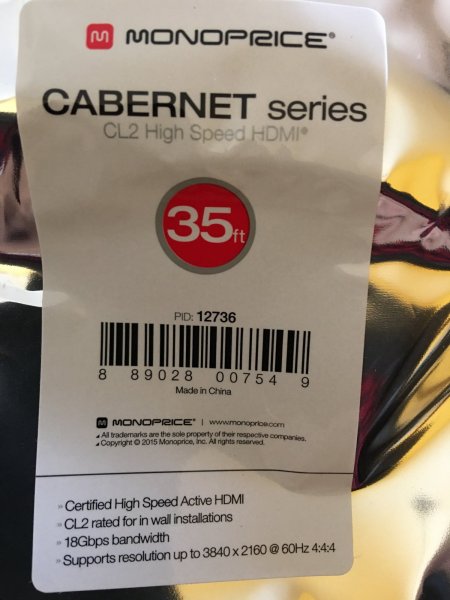 MONOPRICE®
CABERNET series
CL2 High Speed HDMI®
35ft
PID: 12736
8 89028 00754 9
Made in China
MONOPRICE® | www.monoprice.com
All trademarks are the sole property of their respective companies.
Copyright © 2015 Monoprice, Inc. All rights reserved.
» Certified High Speed Active HDMI
» CL2 rated for in wall installations
» 18Gbps bandwidth
» Supports resolution up to 3840 x 2160 @ 60Hz 4:4:4